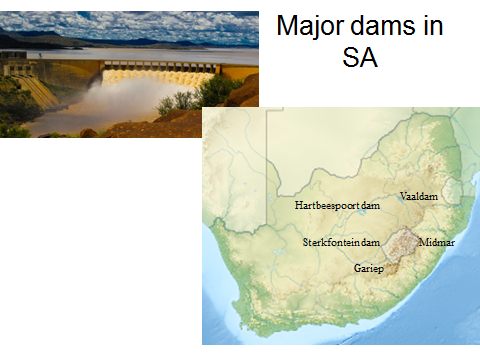 Major dams in
SA
Vaaldam
Hartbeespoort dam
Sterkfontein dam
Midmar
Gariep